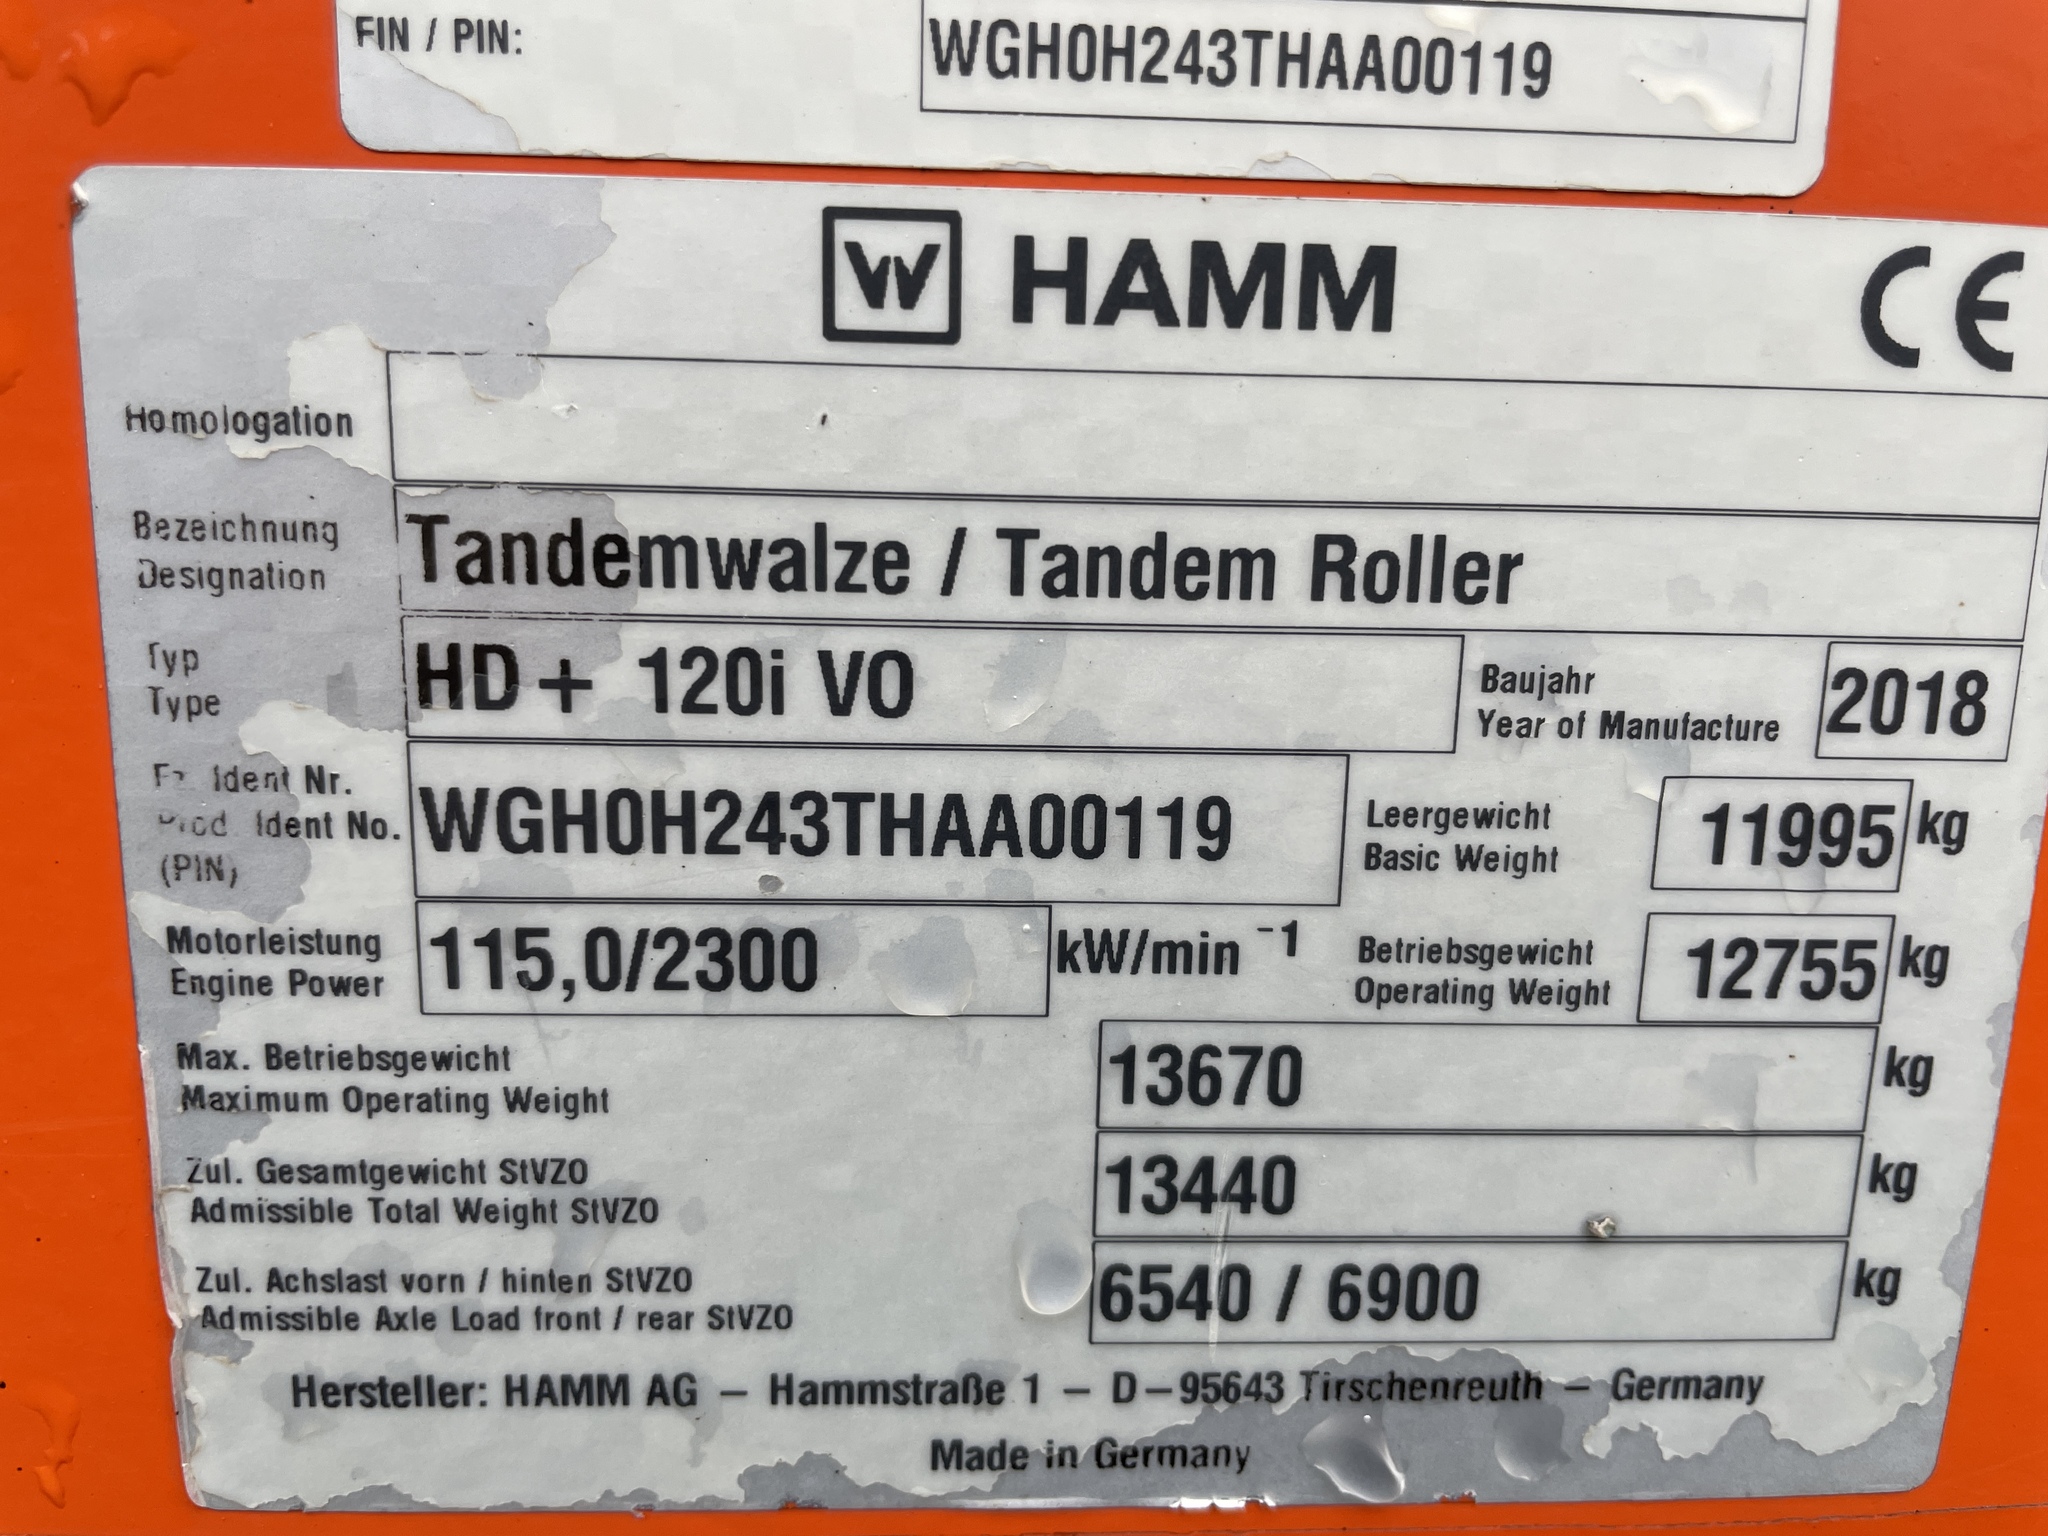 FIN / PIN: WGH0H243THAA00119
W HAMM CE
Homologation
Bezeichnung
Designation
Tandemwalze / Tandem Roller
Typ
Type
HD+ 120i VO
Baujahr
Year of Manufacture
2018
Ident Nr.
Prod. Ident No.
(PIN)
WGH0H243THAA00119
Leergewicht
Basic Weight
11995 kg
Motorleistung
Engine Power
115,0/2300 kW/min -1
Betriebsgewicht
Operating Weight
12755 kg
Max. Betriebsgewicht
Maximum Operating Weight
13670 kg
Zul. Gesamtgewicht StVZO
Admissible Total Weight StVZO
13440 kg
Zul. Achslast vorn / hinten StVZO
Admissible Axle Load front / rear StVZO
6540 / 6900 kg
Hersteller: HAMM AG – Hammstraße 1 – D–95643 Tirschenreuth – Germany
Made in Germany